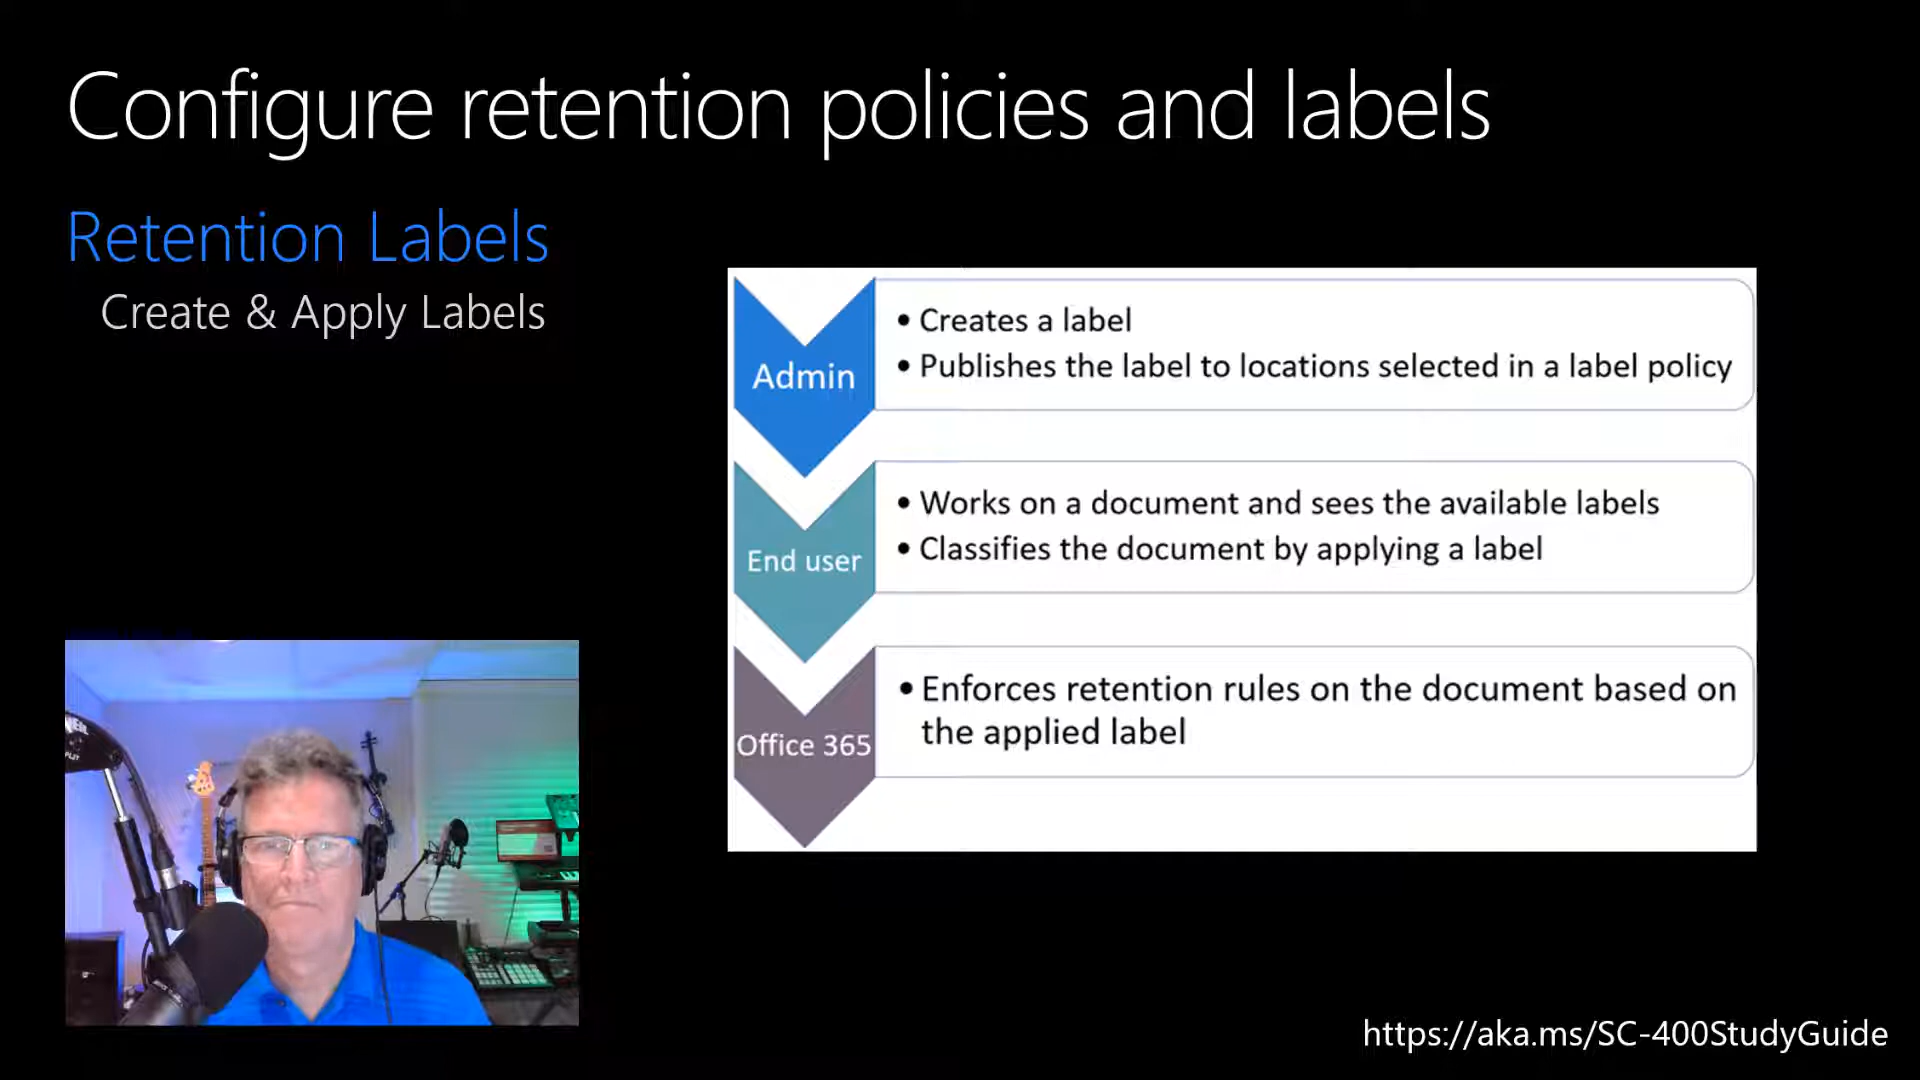 Configure retention policies and labels
Retention Labels
Create & Apply Labels
Admin
• Creates a label
• Publishes the label to locations selected in a label policy
End user
• Works on a document and sees the available labels
• Classifies the document by applying a label
Office 365
• Enforces retention rules on the document based on
the applied label
https://aka.ms/SC-400StudyGuide